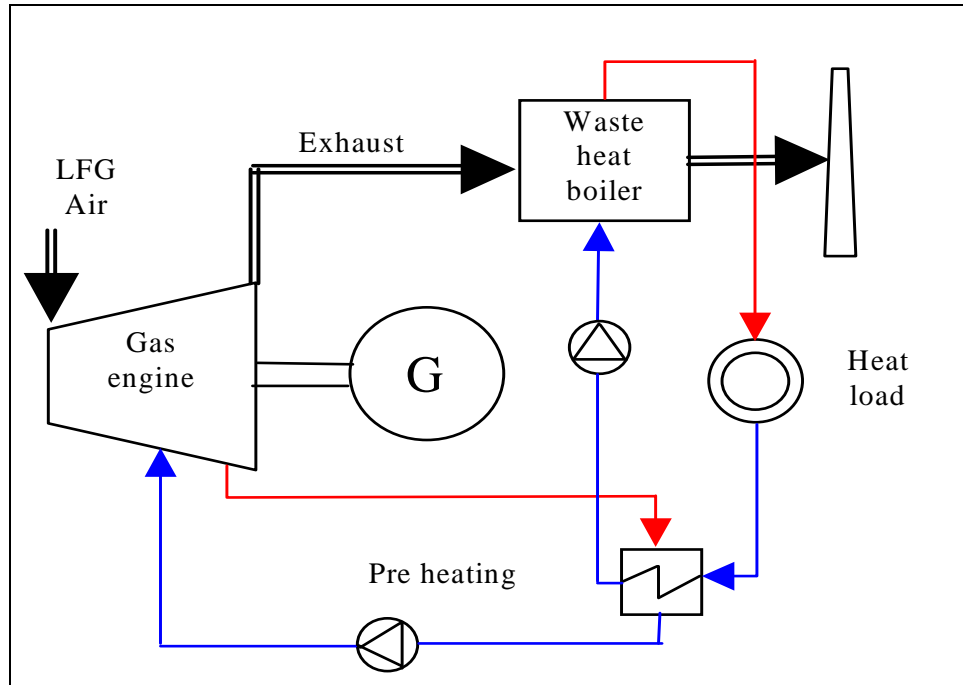 LFG
Air
Exhaust
Waste
heat
boiler
Gas
engine
G
Heat
load
Pre heating